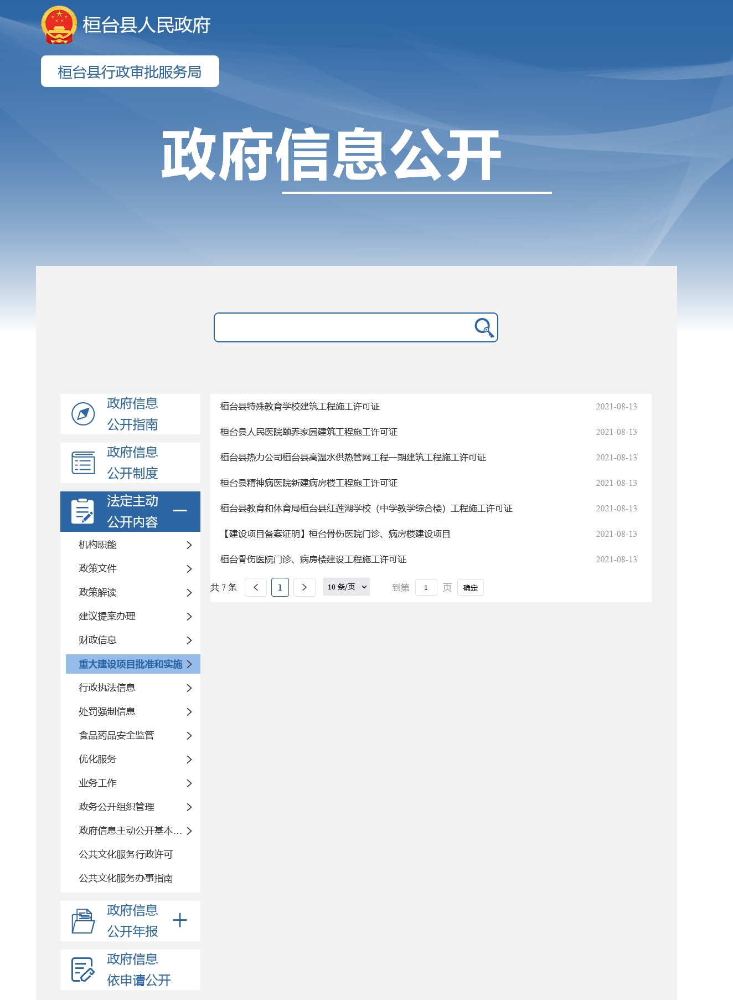 桓台县人民政府
桓台县行政审批服务局
政府信息公开
政府信息
公开指南
政府信息
公开制度
法定主动
公开内容
机构职能
政策文件
政策解读
建议提案办理
财政信息
重大建设项目批准和实施
行政执法信息
处罚强制信息
食品药品安全监管
优化服务
业务工作
政务公开组织管理
政府信息主动公开基本...
公共文化服务行政许可
公共文化服务办事指南
政府信息
公开年报
政府信息
依申请公开
桓台县特殊教育学校建筑工程施工许可证 2021-08-13
桓台县人民医院颐养家园建筑工程施工许可证 2021-08-13
桓台县热力公司桓台县高温水供热管网工程一期建筑工程施工许可证 2021-08-13
桓台县精神病医院新建病房楼工程施工许可证 2021-08-13
桓台县教育和体育局桓台县红莲湖学校（中学教学综合楼）工程施工许可证 2021-08-13
【建设项目备案证明】桓台骨伤医院门诊、病房楼建设项目 2021-08-13
桓台骨伤医院门诊、病房楼建设工程施工许可证 2021-08-13
共 7 条 1 10 条/页 到第 1 页 确定